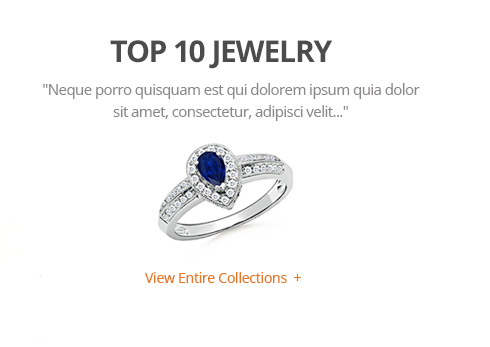 TOP 10 JEWELRY
"Neque porro quisquam est qui dolorem ipsum quia dolor
sit amet, consectetur, adipisci velit..."
View Entire Collections +